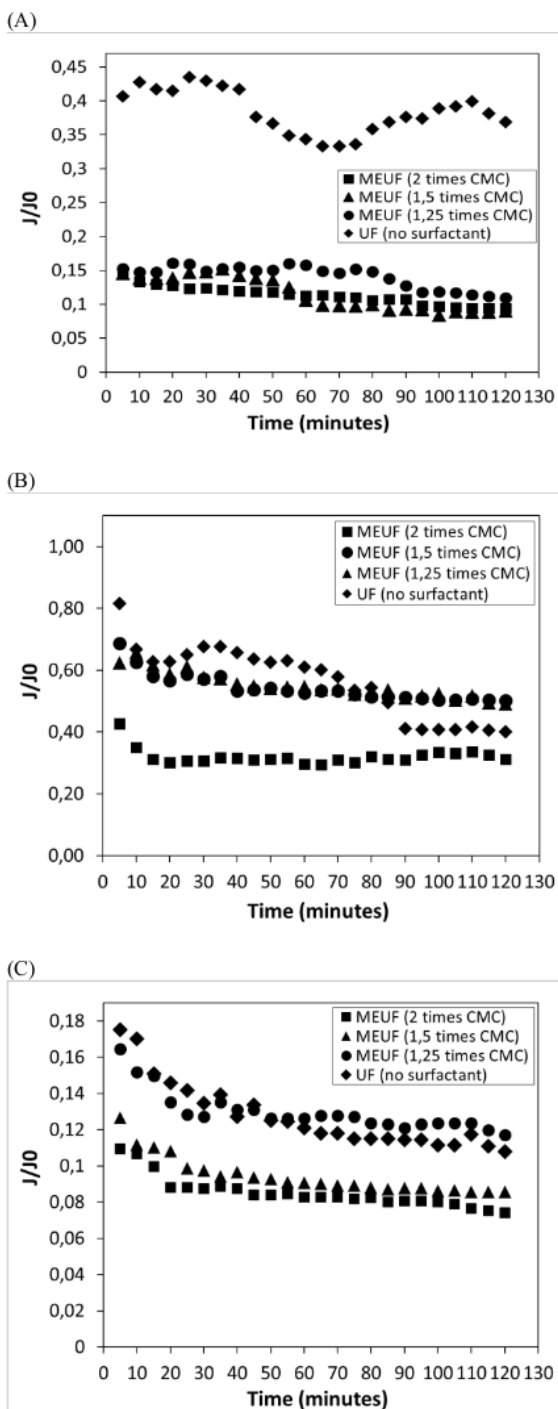 (A)
0,45
0,4
0,35
0,3
0,25
0,2
0,15
0,1
0,05
0
J/J0
MEUF (2 times CMC)
MEUF (1,5 times CMC)
MEUF (1,25 times CMC)
UF (no surfactant)
0 10 20 30 40 50 60 70 80 90 100 110 120 130
Time (minutes)
(B)
1,00
0,80
0,60
0,40
0,20
0,00
J/J0
MEUF (2 times CMC)
MEUF (1,5 times CMC)
MEUF (1,25 times CMC)
UF (no surfactant)
0 10 20 30 40 50 60 70 80 90 100 110 120 130
Time (minutes)
(C)
0,18
0,16
0,14
0,12
0,1
0,08
0,06
0,04
0,02
0
J/J0
MEUF (2 times CMC)
MEUF (1,5 times CMC)
MEUF (1,25 times CMC)
UF (no surfactant)
0 10 20 30 40 50 60 70 80 90 100 110 120 130
Time (minutes)